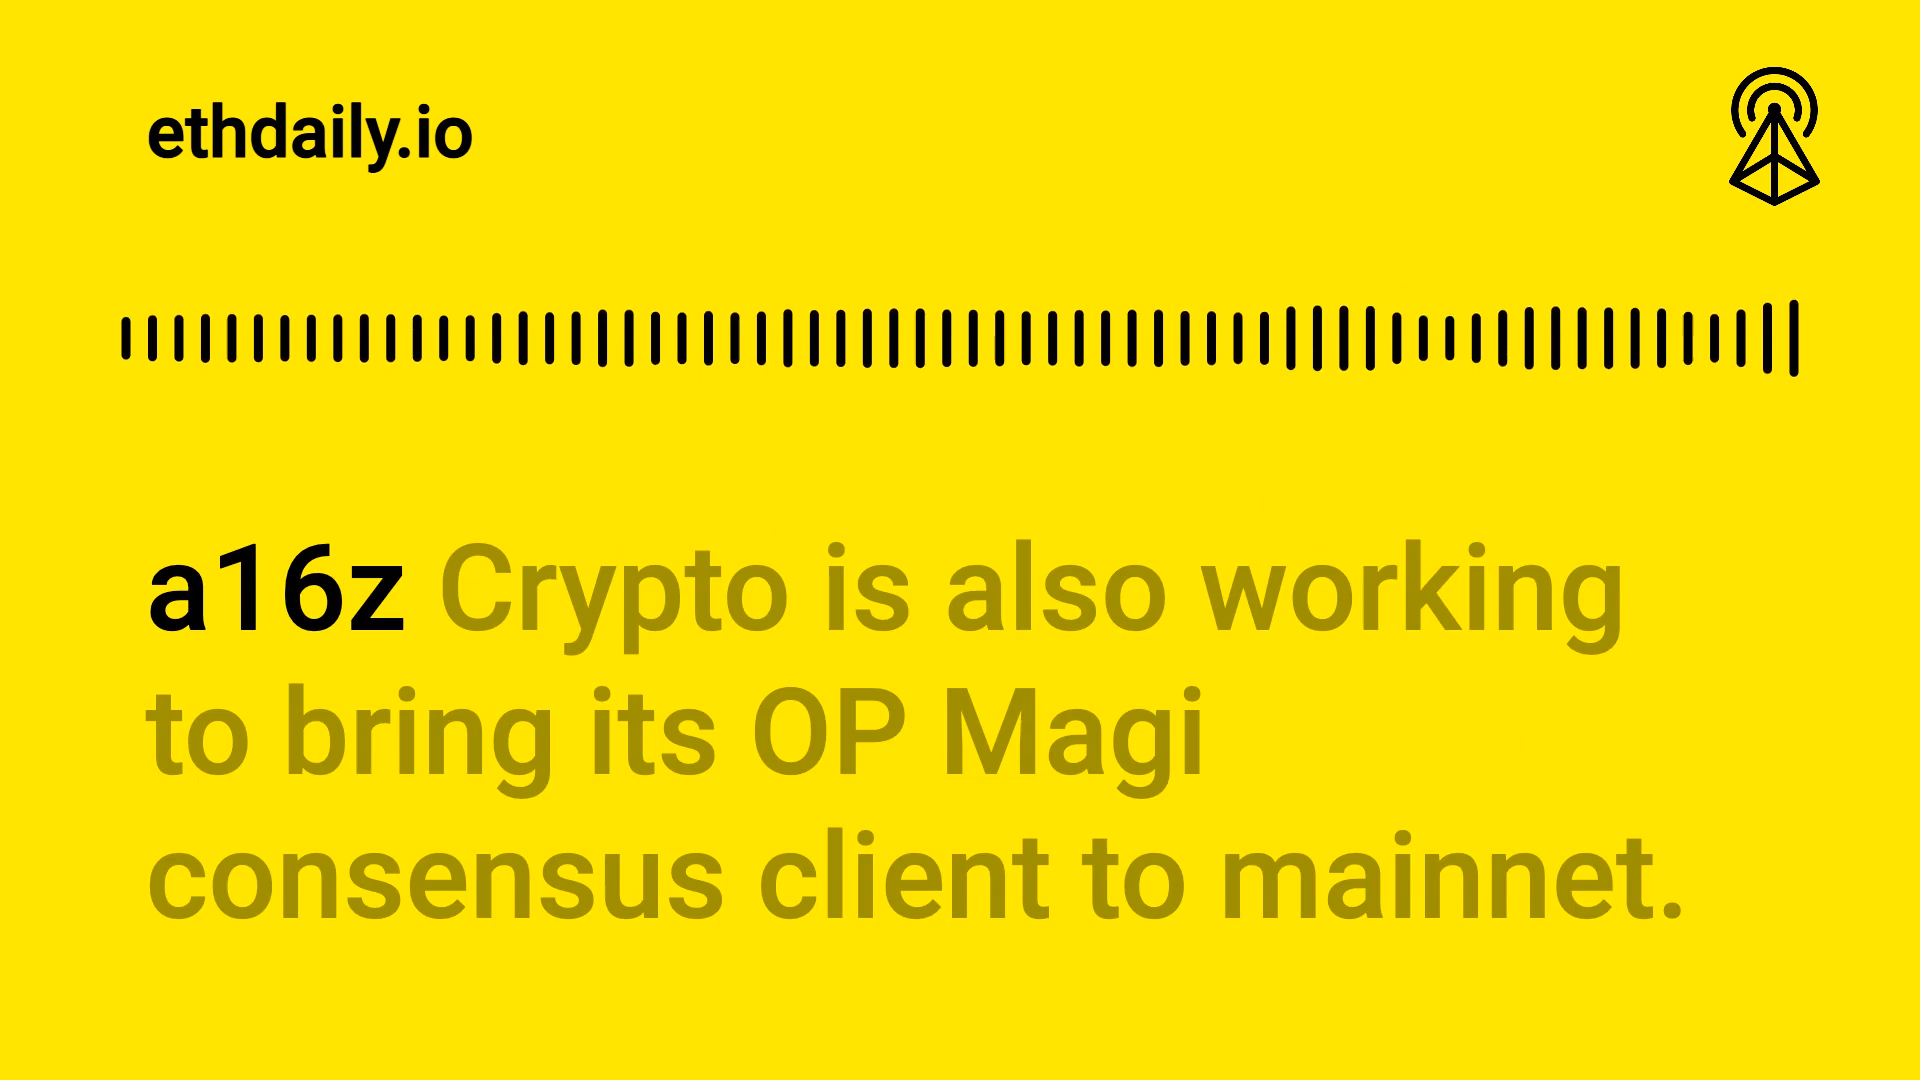 ethdaily.io
a16z Crypto is also working
to bring its OP Magi
consensus client to mainnet.